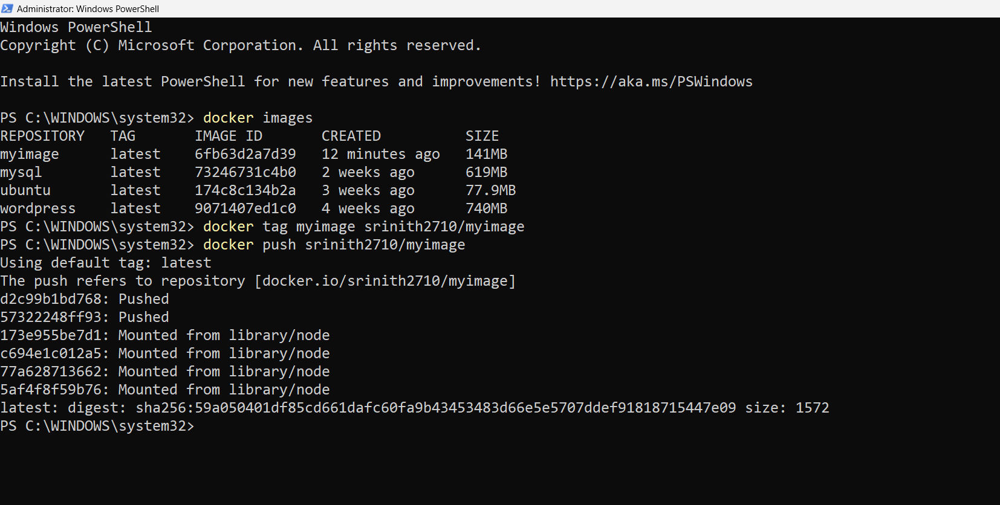 Administrator: Windows PowerShell
Windows PowerShell
Copyright (C) Microsoft Corporation. All rights reserved.
Install the latest PowerShell for new features and improvements! https://aka.ms/PSWindows
PS C:\WINDOWS\system32> docker images
REPOSITORY   TAG       IMAGE ID       CREATED          SIZE
myimage      latest    6fb63d2a7d39   12 minutes ago   141MB
mysql        latest    73246731c4b0   2 weeks ago      619MB
ubuntu       latest    174c8c134b2a   3 weeks ago      77.9MB
wordpress    latest    9071407ed1c0   4 weeks ago      740MB
PS C:\WINDOWS\system32> docker tag myimage srinith2710/myimage
PS C:\WINDOWS\system32> docker push srinith2710/myimage
Using default tag: latest
The push refers to repository [docker.io/srinith2710/myimage]
d2c99b1bd768: Pushed
57322248ff93: Pushed
173e955be7d1: Mounted from library/node
c694e1c012a5: Mounted from library/node
77a628713662: Mounted from library/node
5af4f8f59b76: Mounted from library/node
latest: digest: sha256:59a050401df85cd661dafc60fa9b43453483d66e5e5707ddef91818715447e09 size: 1572
PS C:\WINDOWS\system32>